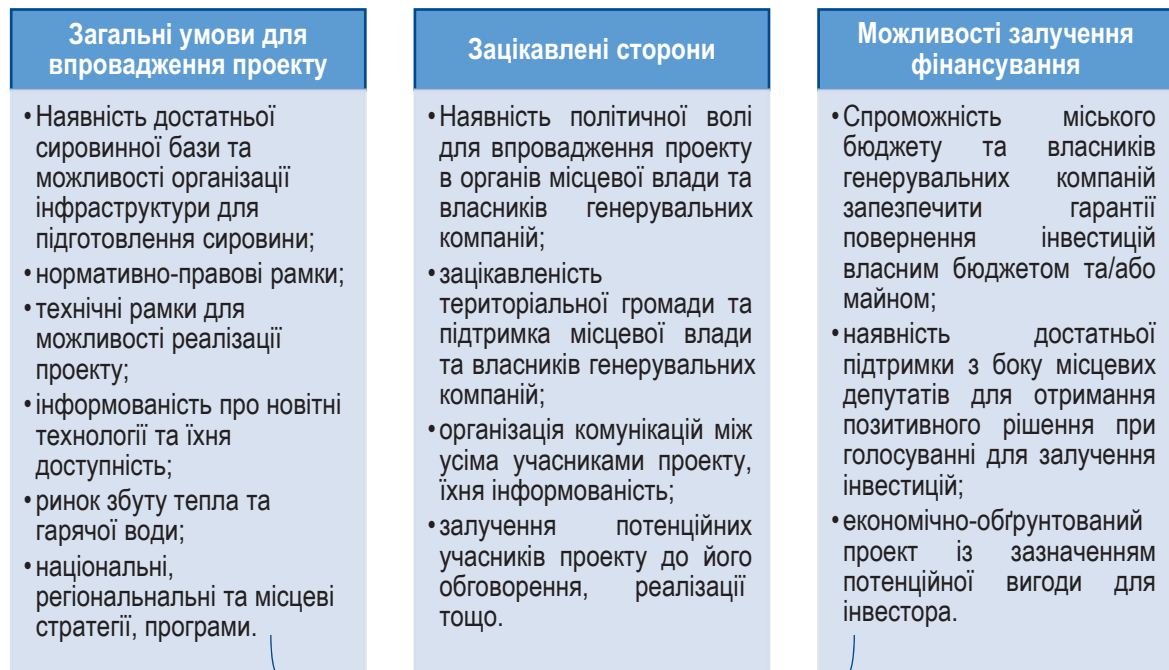 Загальні умови для
впровадження проекту
• Наявність достатньої
сировинної бази та
можливості організації
інфраструктури для
підготовлення сировини;
• нормативно-правові рамки;
• технічні рамки для
можливості реалізації
проекту;
• інформованість про новітні
технології та їхня
доступність;
• ринок збуту тепла та
гарячої води;
• національні,
регіональнальні та місцеві
стратегії, програми.
Зацікавлені сторони
• Наявність політичної волі
для впровадження проекту
в органів місцевої влади та
власників генерувальних
компаній;
• зацікавленість
територіальної громади та
підтримка місцевої влади
та власників генерувальних
компаній;
• організація комунікацій між
усіма учасниками проекту,
їхня інформованість;
• залучення потенційних
учасників проекту до його
обговорення, реалізації
тощо.
Можливості залучення
фінансування
• Спроможність міського
бюджету та власників
генерувальних компаній
запезпечити гарантії
повернення інвестицій
власним бюджетом та/або
майном;
• наявність достатньої
підтримки з боку місцевих
депутатів для отримання
позитивного рішення при
голосуванні для залучення
інвестицій;
• економічно-обґрунтований
проект із зазначенням
потенційної вигоди для
інвестора.